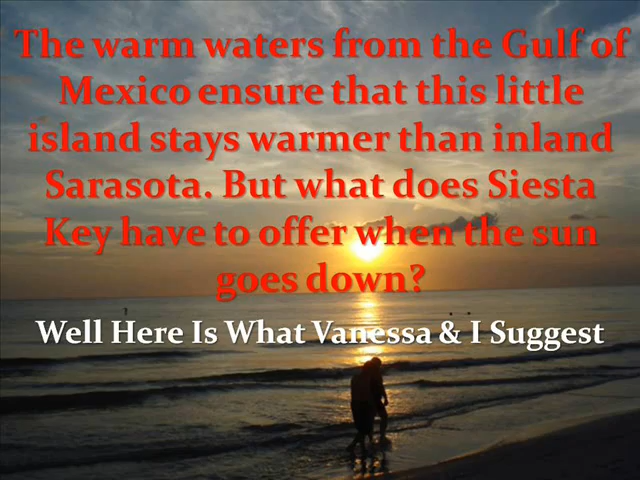 The warm waters from the Gulf of
Mexico ensure that this little
island stays warmer than inland
Sarasota. But what does Siesta
Key have to offer when the sun
goes down?
Well Here Is What Vanessa & I Suggest